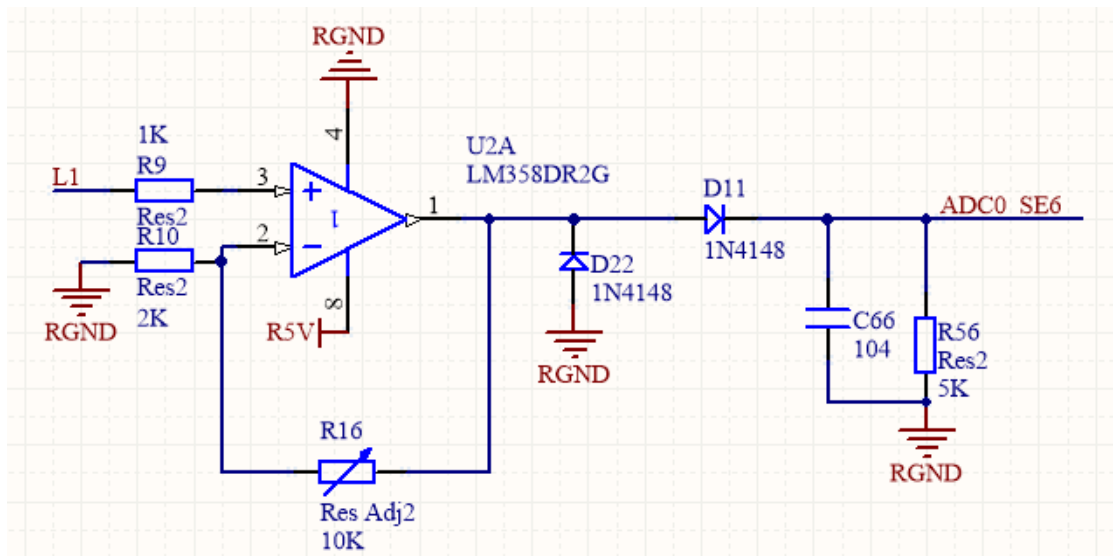 RGND
4
1K
R9
U2A
LM358DR2G
L1
3
+
1
D11
ADC0_SE6
Res2
R10
2
−
1
1N4148
D22
1N4148
Res2
2K
RGND
8
R5V
C66
104
R56
Res2
5K
RGND
R16
RGND
Res Adj2
10K